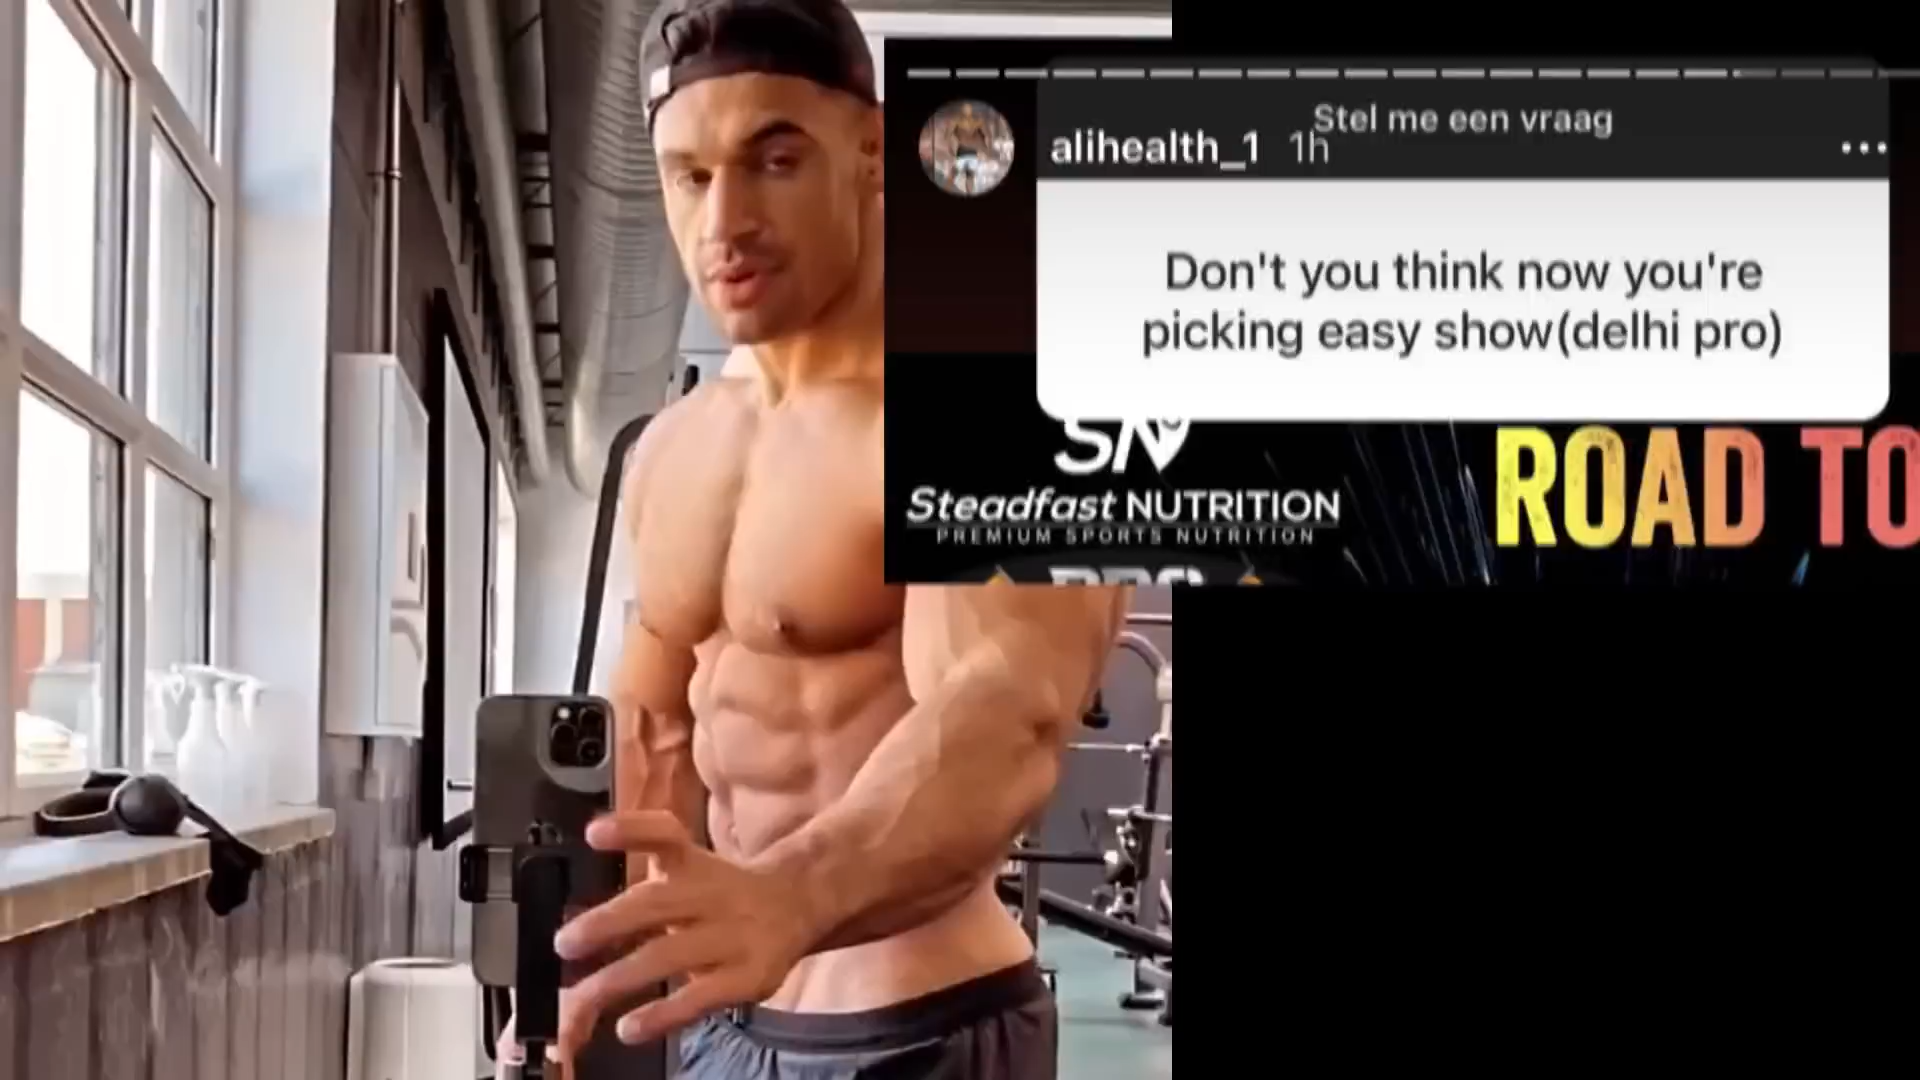 Stel me een vraag
alihealth_1 1h
Don't you think now you're
picking easy show(delhi pro)
SN
Steadfast NUTRITION
PREMIUM SPORTS NUTRITION
ROAD TO